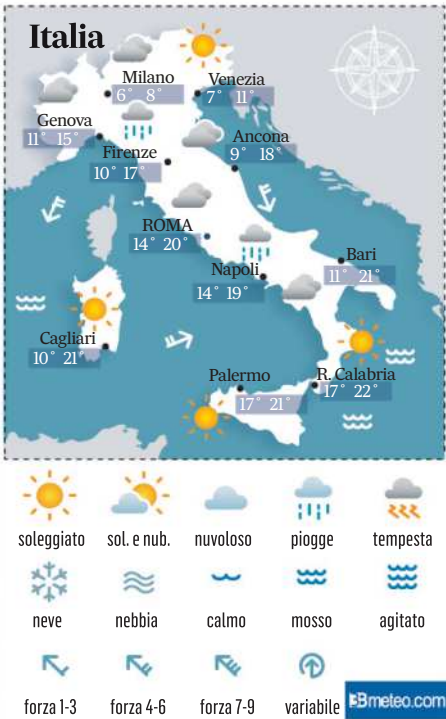 Italia
Milano
6° 8°
Venezia
7° 11°
Genova
11° 15°
Firenze
10° 17°
Ancona
9° 18°
ROMA
14° 20°
Napoli
14° 19°
Bari
11° 21°
Cagliari
10° 21°
Palermo
17° 21°
R. Calabria
17° 22°
soleggiato sol. e nub. nuvoloso piogge tempesta
neve nebbia calmo mosso agitato
forza 1-3 forza 4-6 forza 7-9 variabile
3Bmeteo.com